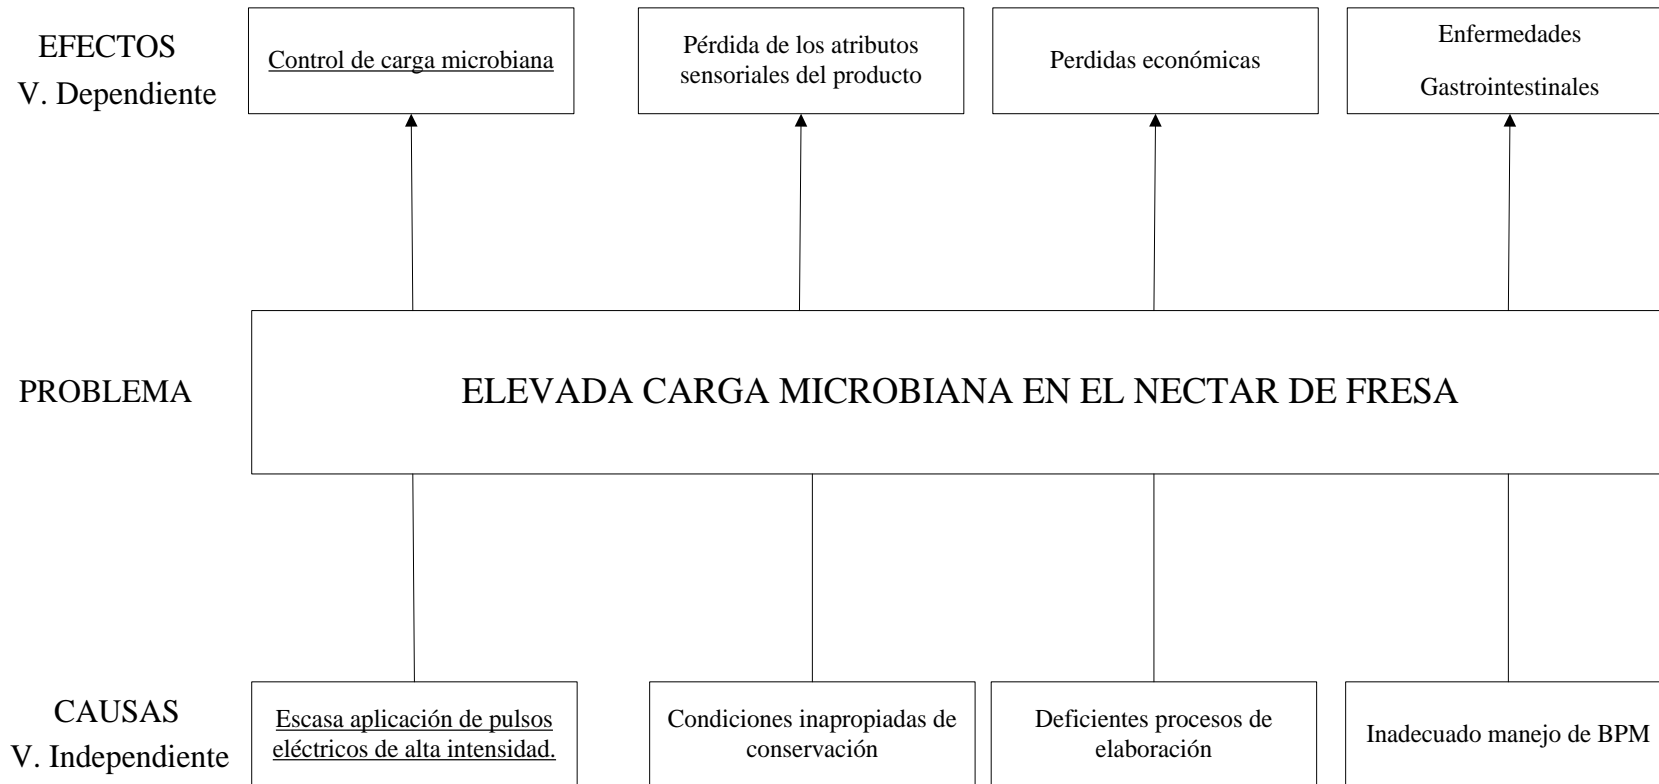 EFECTOS
V. Dependiente
Control de carga microbiana
Pérdida de los atributos
sensoriales del producto
Perdidas económicas
Enfermedades
Gastrointestinales
PROBLEMA
ELEVADA CARGA MICROBIANA EN EL NECTAR DE FRESA
CAUSAS
V. Independiente
Escasa aplicación de pulsos
eléctricos de alta intensidad.
Condiciones inapropiadas de
conservación
Deficientes procesos de
elaboración
Inadecuado manejo de BPM